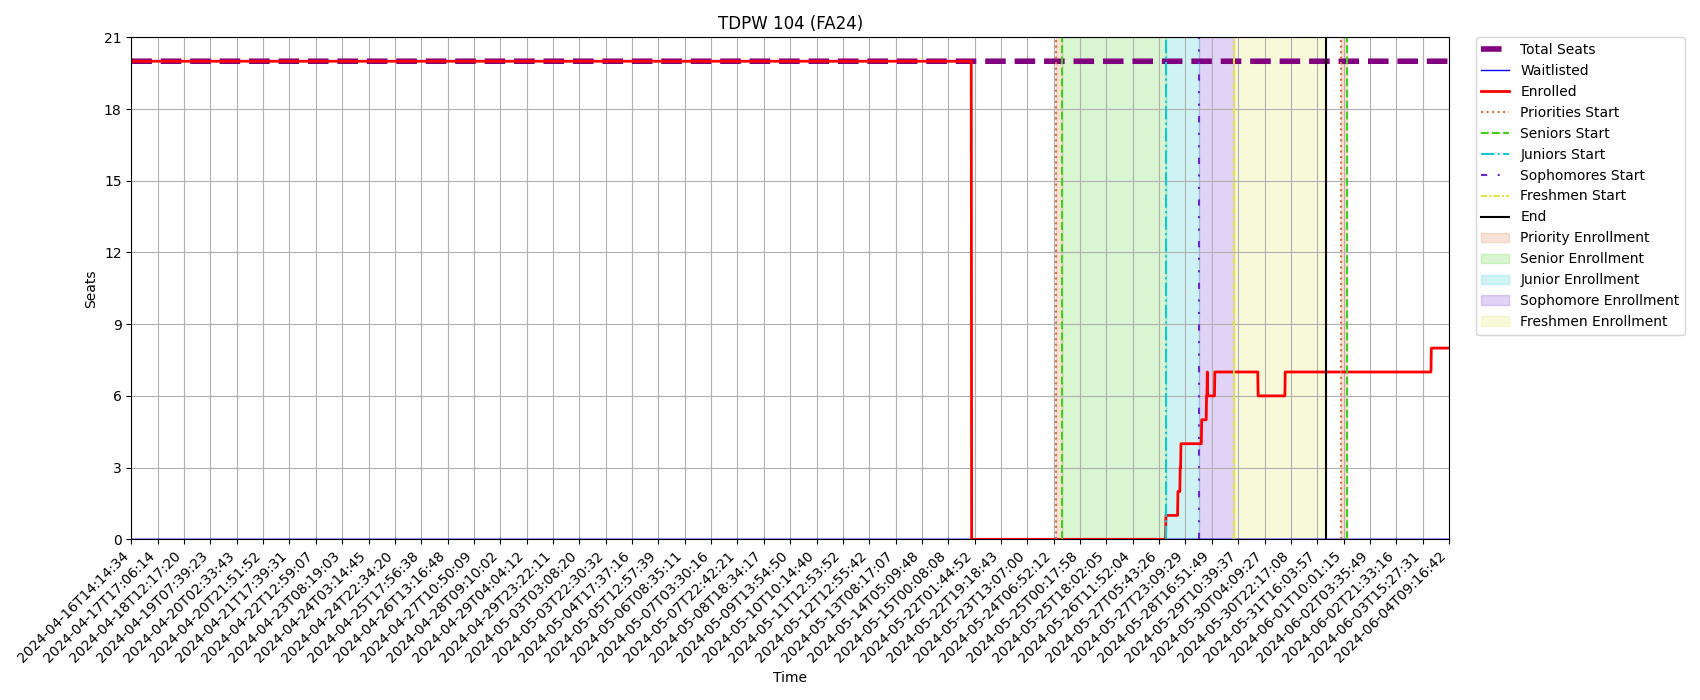 TDPW 104 (FA24)
21
18
15
12
9
6
3
0
Seats
2024-04-16T14:14:34
2024-04-17T17:06:14
2024-04-18T12:17:20
2024-04-19T07:39:23
2024-04-20T02:33:43
2024-04-20T21:51:52
2024-04-21T17:39:31
2024-04-22T12:59:07
2024-04-23T08:19:03
2024-04-24T03:14:45
2024-04-24T22:34:20
2024-04-25T17:56:38
2024-04-26T13:16:48
2024-04-27T10:50:09
2024-04-28T09:10:02
2024-04-29T04:04:12
2024-04-29T23:22:11
2024-05-03T03:08:20
2024-05-03T22:30:32
2024-05-04T17:37:16
2024-05-05T12:57:39
2024-05-06T08:35:11
2024-05-07T03:30:16
2024-05-07T22:42:21
2024-05-08T18:34:17
2024-05-09T13:54:50
2024-05-10T10:14:40
2024-05-11T12:53:52
2024-05-12T12:55:42
2024-05-13T08:17:07
2024-05-14T05:09:48
2024-05-15T00:08:08
2024-05-22T01:44:52
2024-05-22T19:18:43
2024-05-23T13:07:00
2024-05-24T06:52:12
2024-05-25T00:17:58
2024-05-25T18:02:05
2024-05-26T11:52:04
2024-05-27T05:43:26
2024-05-27T23:09:29
2024-05-28T16:51:49
2024-05-29T10:39:37
2024-05-30T04:09:27
2024-05-30T22:17:08
2024-05-31T16:03:57
2024-06-01T10:01:15
2024-06-02T03:35:49
2024-06-02T21:33:16
2024-06-03T15:27:31
2024-06-04T09:16:42
Time
Total Seats
Waitlisted
Enrolled
Priorities Start
Seniors Start
Juniors Start
Sophomores Start
Freshmen Start
End
Priority Enrollment
Senior Enrollment
Junior Enrollment
Sophomore Enrollment
Freshmen Enrollment